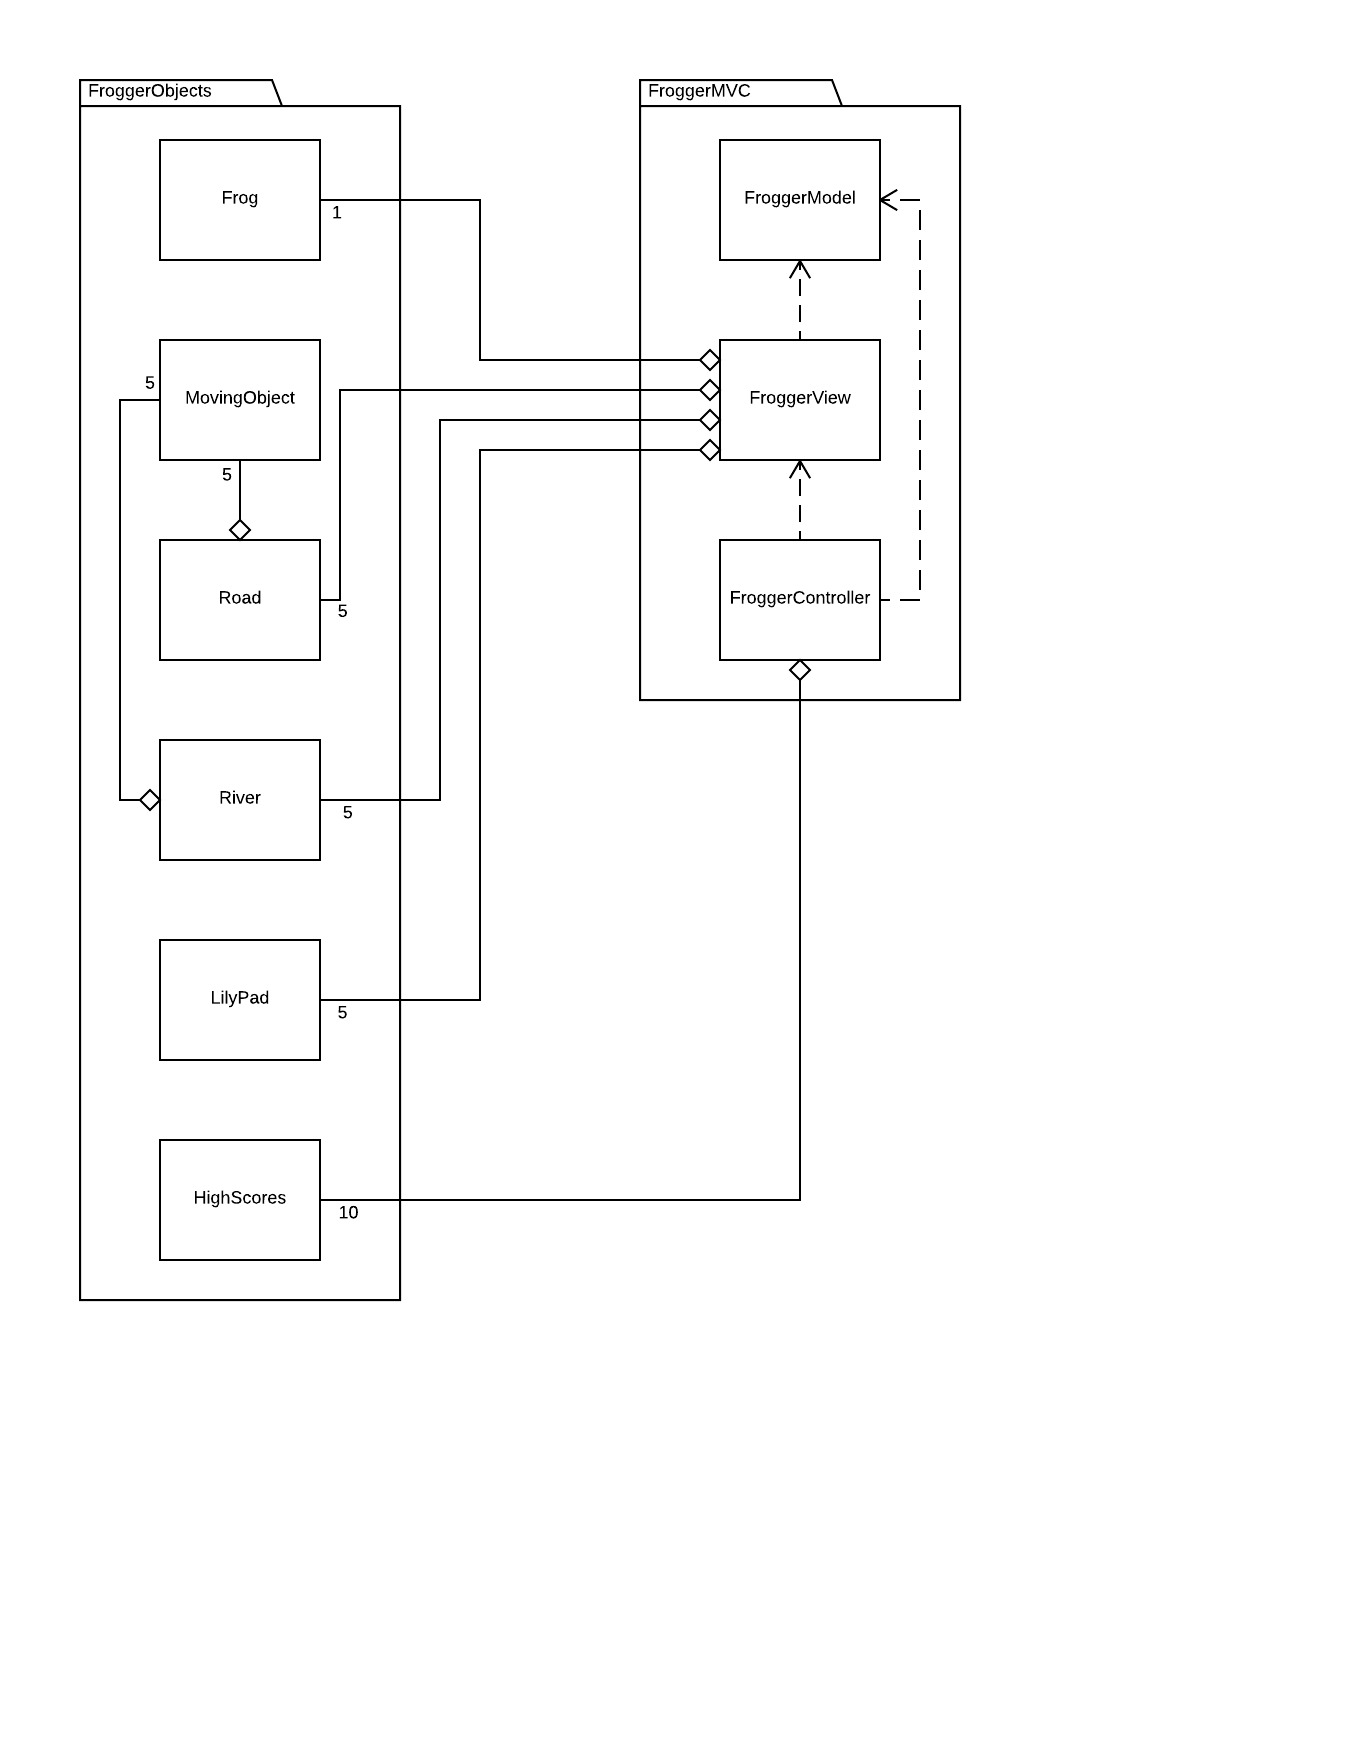 FroggerObjects
Frog
1
5
MovingObject
5
Road
5
River
5
LilyPad
5
HighScores
10
FroggerMVC
FroggerModel
FroggerView
FroggerController